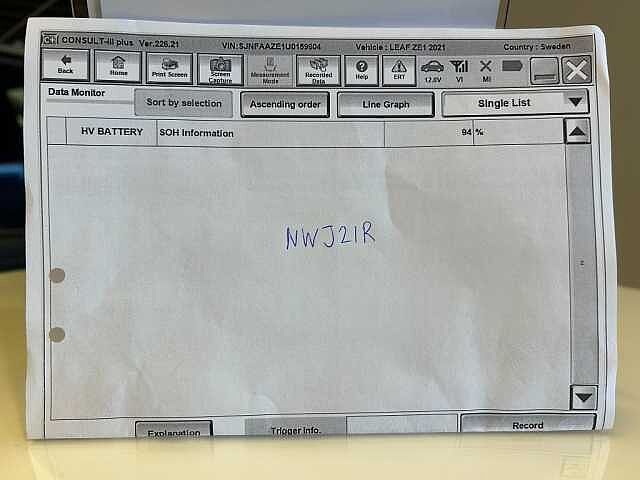 CONSULT-III plus Ver.226.21 VIN:SJNFAAZE1U0159904 Vehicle : LEAF ZE1 2021 Country : Sweden
Back Home Print Screen Screen Capture Measurement Mode Recorded Data Help ERT 12.0V VI MI
Data Monitor Sort by selection Ascending order Line Graph Single List
HV BATTERY SOH Information 94 %
NWJ21R
Explanation Trigger Info. Record